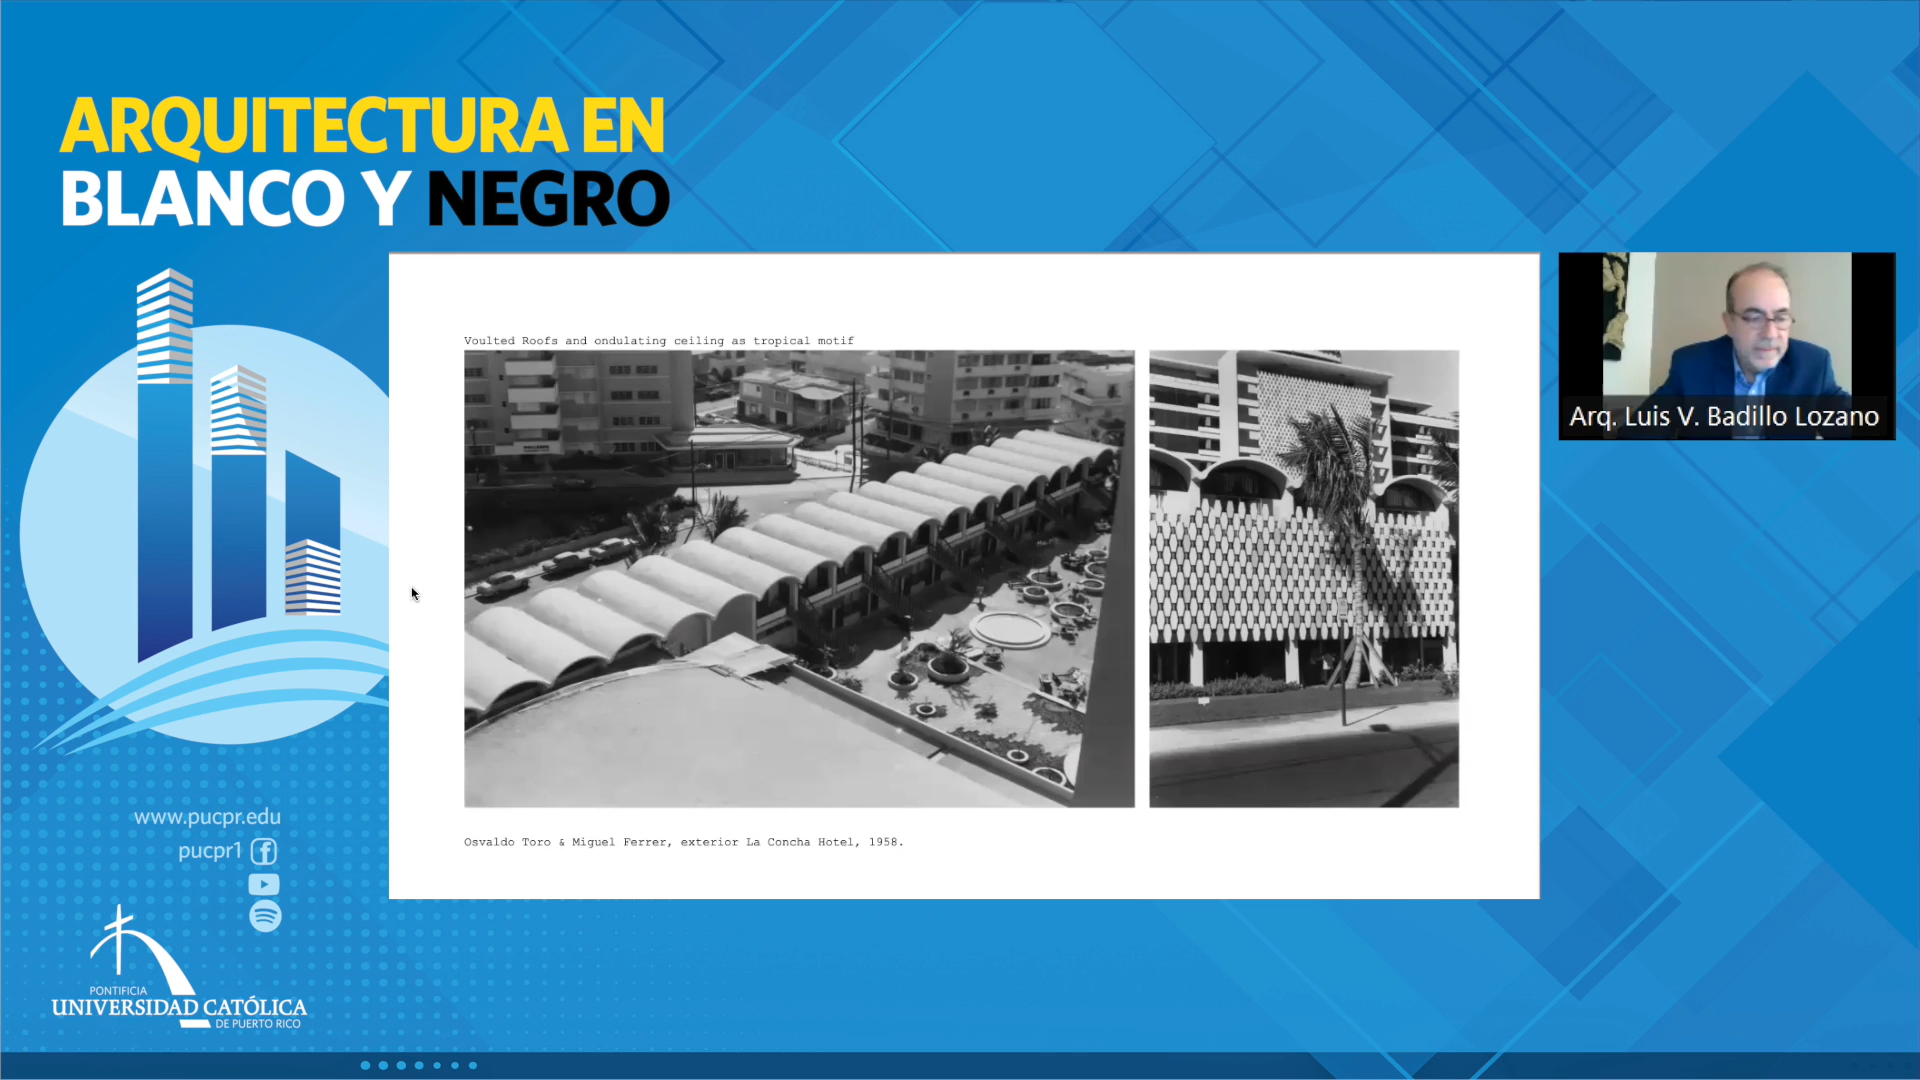 ARQUITECTURA EN
BLANCO Y NEGRO
Voulted Roofs and ondulating ceiling as tropical motif
Osvaldo Toro & Miguel Ferrer, exterior La Concha Hotel, 1958.
Arq. Luis V. Badillo Lozano
www.pucpr.edu
pucpr1
PONTIFICIA
UNIVERSIDAD CATÓLICA
DE PUERTO RICO